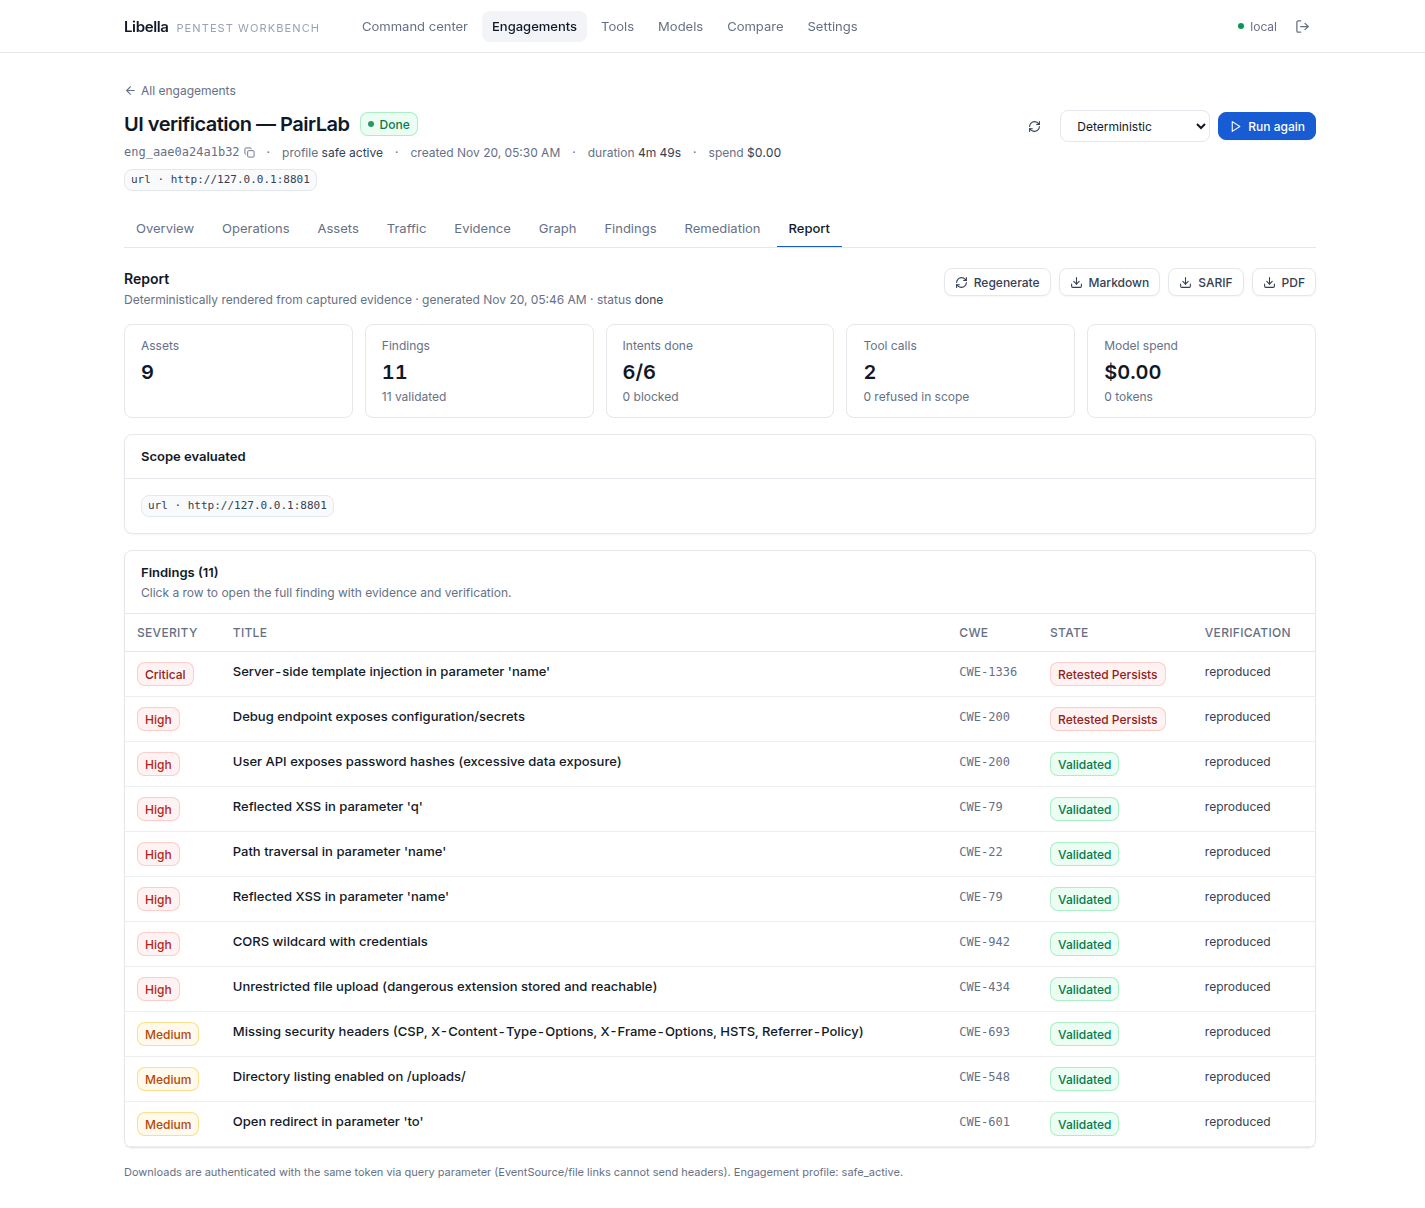 Libella PENTEST WORKBENCH Command center Engagements Tools Models Compare Settings local
All engagements
UI verification — PairLab Done Deterministic Run again
eng_aae0a24a1b32 · profile safe active · created Nov 20, 05:30 AM · duration 4m 49s · spend $0.00
url · http://127.0.0.1:8801
Overview Operations Assets Traffic Evidence Graph Findings Remediation Report
Report Regenerate Markdown SARIF PDF
Deterministically rendered from captured evidence · generated Nov 20, 05:46 AM · status done
Assets Findings Intents done Tool calls Model spend
9 11 6/6 2 $0.00
11 validated 0 blocked 0 refused in scope 0 tokens
Scope evaluated
url · http://127.0.0.1:8801
Findings (11)
Click a row to open the full finding with evidence and verification.
SEVERITY TITLE CWE STATE VERIFICATION
Critical Server-side template injection in parameter 'name' CWE-1336 Retested Persists reproduced
High Debug endpoint exposes configuration/secrets CWE-200 Retested Persists reproduced
High User API exposes password hashes (excessive data exposure) CWE-200 Validated reproduced
High Reflected XSS in parameter 'q' CWE-79 Validated reproduced
High Path traversal in parameter 'name' CWE-22 Validated reproduced
High Reflected XSS in parameter 'name' CWE-79 Validated reproduced
High CORS wildcard with credentials CWE-942 Validated reproduced
High Unrestricted file upload (dangerous extension stored and reachable) CWE-434 Validated reproduced
Medium Missing security headers (CSP, X-Content-Type-Options, X-Frame-Options, HSTS, Referrer-Policy) CWE-693 Validated reproduced
Medium Directory listing enabled on /uploads/ CWE-548 Validated reproduced
Medium Open redirect in parameter 'to' CWE-601 Validated reproduced
Downloads are authenticated with the same token via query parameter (EventSource/file links cannot send headers). Engagement profile: safe_active.